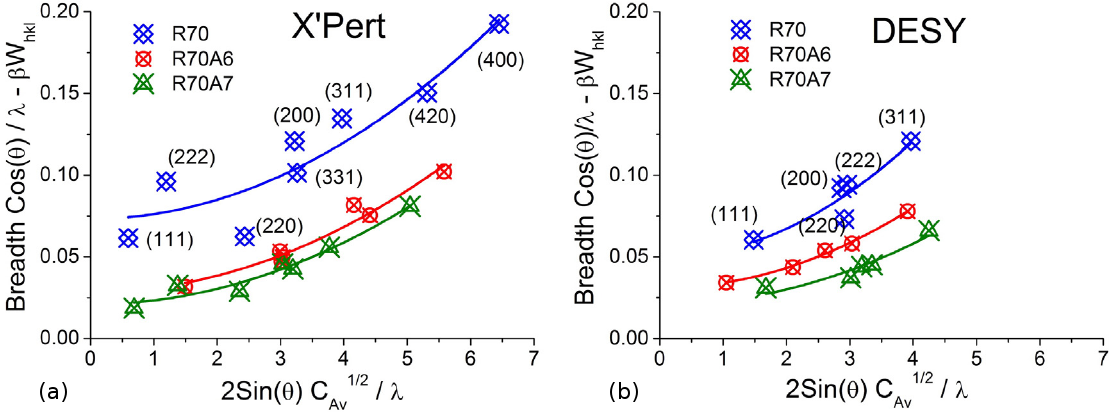 X'Pert
R70
R70A6
R70A7
(222)
(111)
(220)
(200)
(311)
(331)
(420)
(400)
0.20
0.15
0.10
0.05
0.00
0 1 2 3 4 5 6 7
Breadth Cos(θ) / λ - βW_hkl
2Sin(θ) C_Av^1/2 / λ
(a)
DESY
R70
R70A6
R70A7
(311)
(222)
(200)
(111)
(220)
0.20
0.15
0.10
0.05
0.00
0 1 2 3 4 5 6 7
Breadth Cos(θ)/λ - βW_hkl
2Sin(θ) C_Av^1/2 / λ
(b)